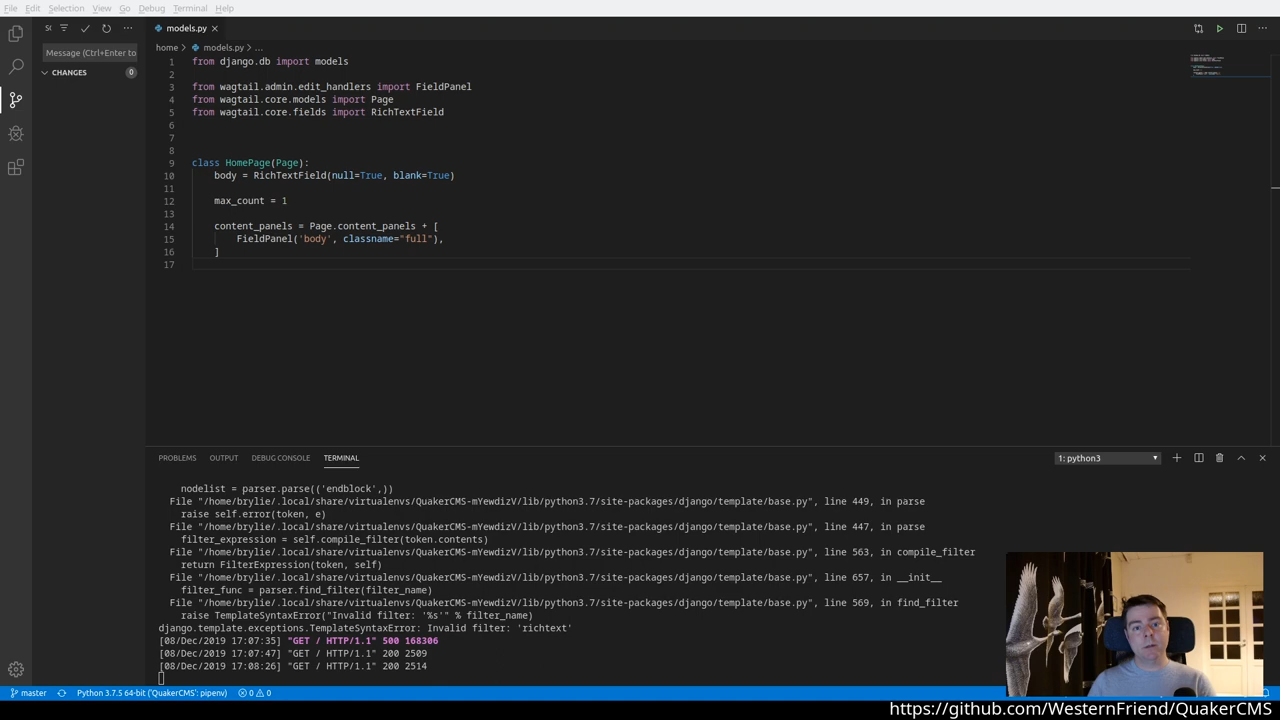 File Edit Selection View Go Debug Terminal Help
models.py
Message (Ctrl+Enter to
CHANGES 0
home > models.py > ...
1 from django.db import models
2
3 from wagtail.admin.edit_handlers import FieldPanel
4 from wagtail.core.models import Page
5 from wagtail.core.fields import RichTextField
6
7
8
9 class HomePage(Page):
10 body = RichTextField(null=True, blank=True)
11
12 max_count = 1
13
14 content_panels = Page.content_panels + [
15 FieldPanel('body', classname="full"),
16 ]
17
PROBLEMS OUTPUT DEBUG CONSOLE TERMINAL 1: python3
nodelist = parser.parse(('endblock',))
File "/home/brylie/.local/share/virtualenvs/QuakerCMS-mYewdizV/lib/python3.7/site-packages/django/template/base.py", line 449, in parse
raise self.error(token, e)
File "/home/brylie/.local/share/virtualenvs/QuakerCMS-mYewdizV/lib/python3.7/site-packages/django/template/base.py", line 447, in parse
filter_expression = self.compile_filter(token.contents)
File "/home/brylie/.local/share/virtualenvs/QuakerCMS-mYewdizV/lib/python3.7/site-packages/django/template/base.py", line 563, in compile_filter
return FilterExpression(token, self)
File "/home/brylie/.local/share/virtualenvs/QuakerCMS-mYewdizV/lib/python3.7/site-packages/django/template/base.py", line 657, in __init__
filter_func = parser.find_filter(filter_name)
File "/home/brylie/.local/share/virtualenvs/QuakerCMS-mYewdizV/lib/python3.7/site-packages/django/template/base.py", line 569, in find_filter
raise TemplateSyntaxError("Invalid filter: '%s'" % filter_name)
django.template.exceptions.TemplateSyntaxError: Invalid filter: 'richtext'
[08/Dec/2019 17:07:35] "GET / HTTP/1.1" 500 168306
[08/Dec/2019 17:07:47] "GET / HTTP/1.1" 200 2509
[08/Dec/2019 17:08:26] "GET / HTTP/1.1" 200 2514
master Python 3.7.5 64-bit ('QuakerCMS': pipenv) 0 0
https://github.com/WesternFriend/QuakerCMS